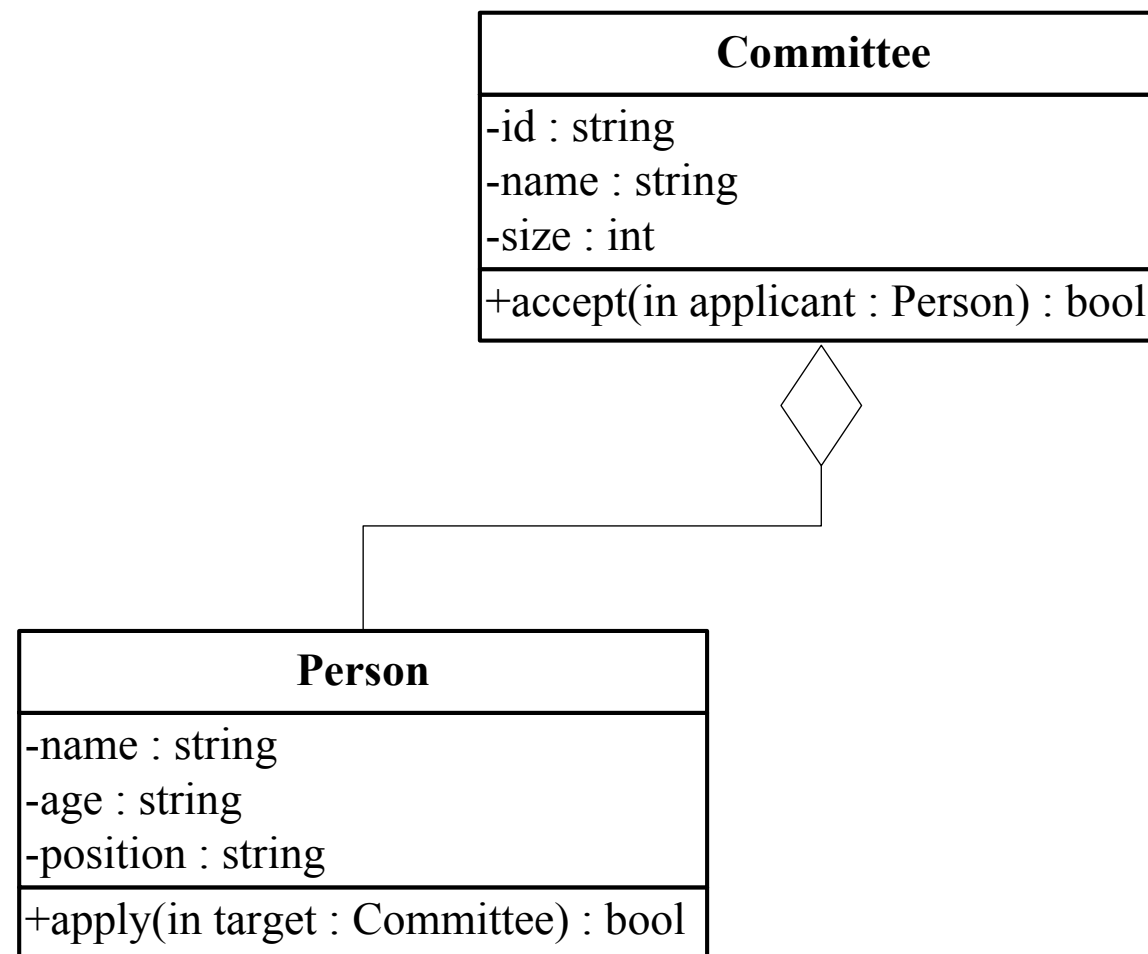 Committee
-id : string
-name : string
-size : int
+accept(in applicant : Person) : bool
Person
-name : string
-age : string
-position : string
+apply(in target : Committee) : bool